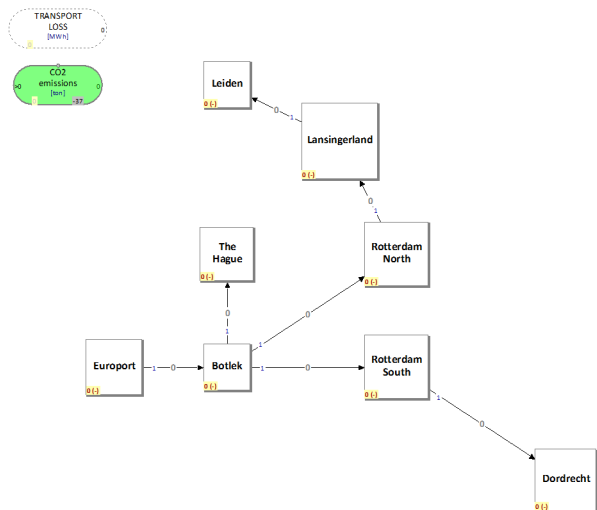 TRANSPORT
LOSS
[MWh]
0
0
CO2
emissions
[ton]
>0
0
-37
Leiden
0 (-)
0
1
Lansingerland
0 (-)
0
1
The
Hague
0 (-)
Rotterdam
North
0 (-)
0
1
0
1
Europort
0 (-)
1
0
Botlek
0 (-)
1
0
Rotterdam
South
0 (-)
1
0
Dordrecht
0 (-)